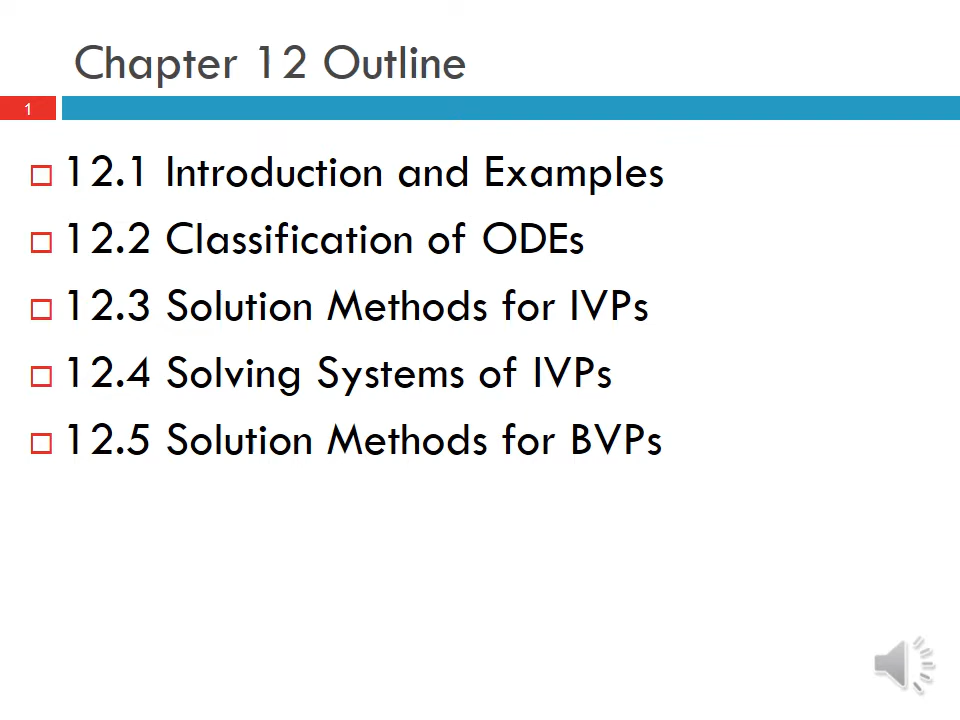 Chapter 12 Outline
1
12.1 Introduction and Examples
12.2 Classification of ODEs
12.3 Solution Methods for IVPs
12.4 Solving Systems of IVPs
12.5 Solution Methods for BVPs